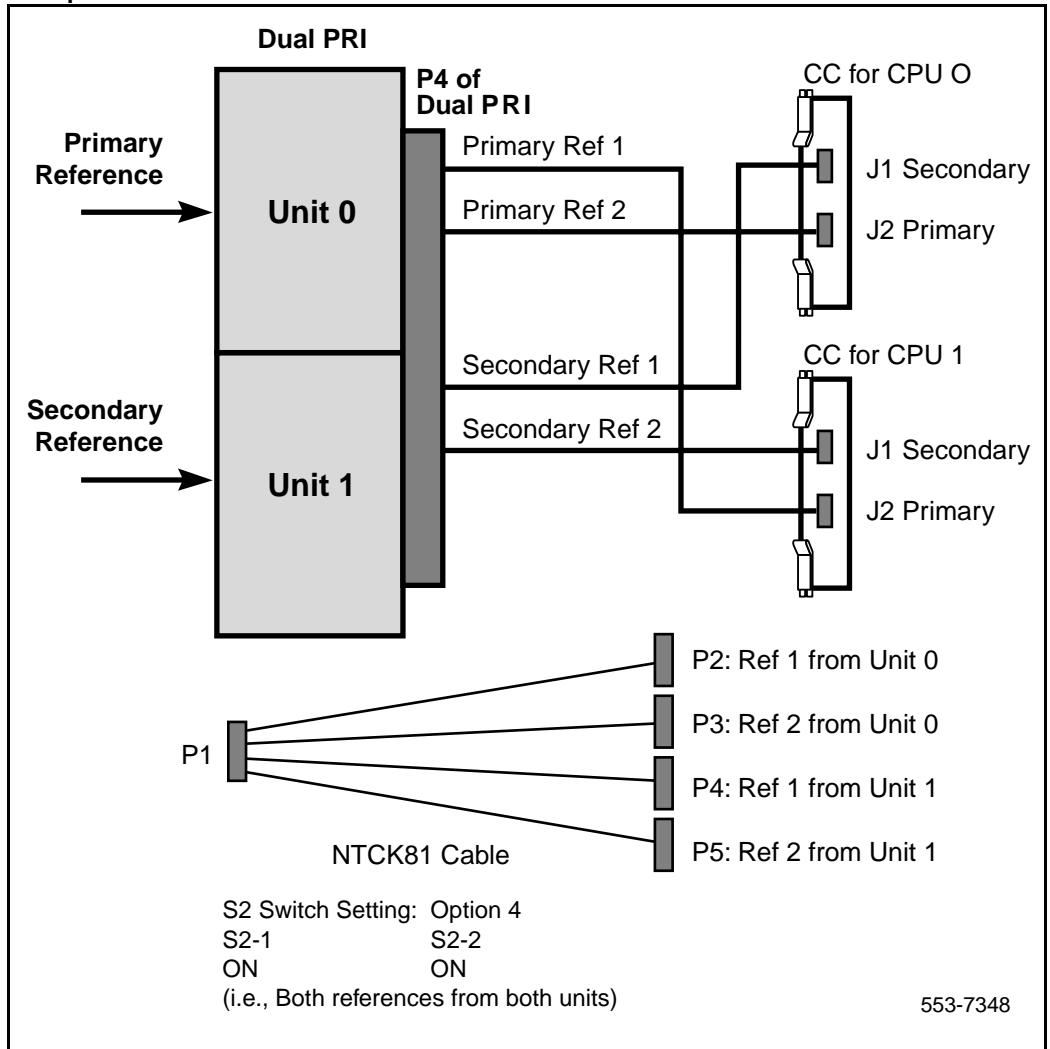 Dual PRI
P4 of
Dual PRI
CC for CPU O
Primary
Reference
Primary Ref 1
J1 Secondary
Unit 0
Primary Ref 2
J2 Primary
CC for CPU 1
Secondary Ref 1
Secondary
Reference
Secondary Ref 2
J1 Secondary
Unit 1
J2 Primary
P2: Ref 1 from Unit 0
P3: Ref 2 from Unit 0
P1
P4: Ref 1 from Unit 1
P5: Ref 2 from Unit 1
NTCK81 Cable
S2 Switch Setting: Option 4
S2-1 S2-2
ON ON
(i.e., Both references from both units)
553-7348